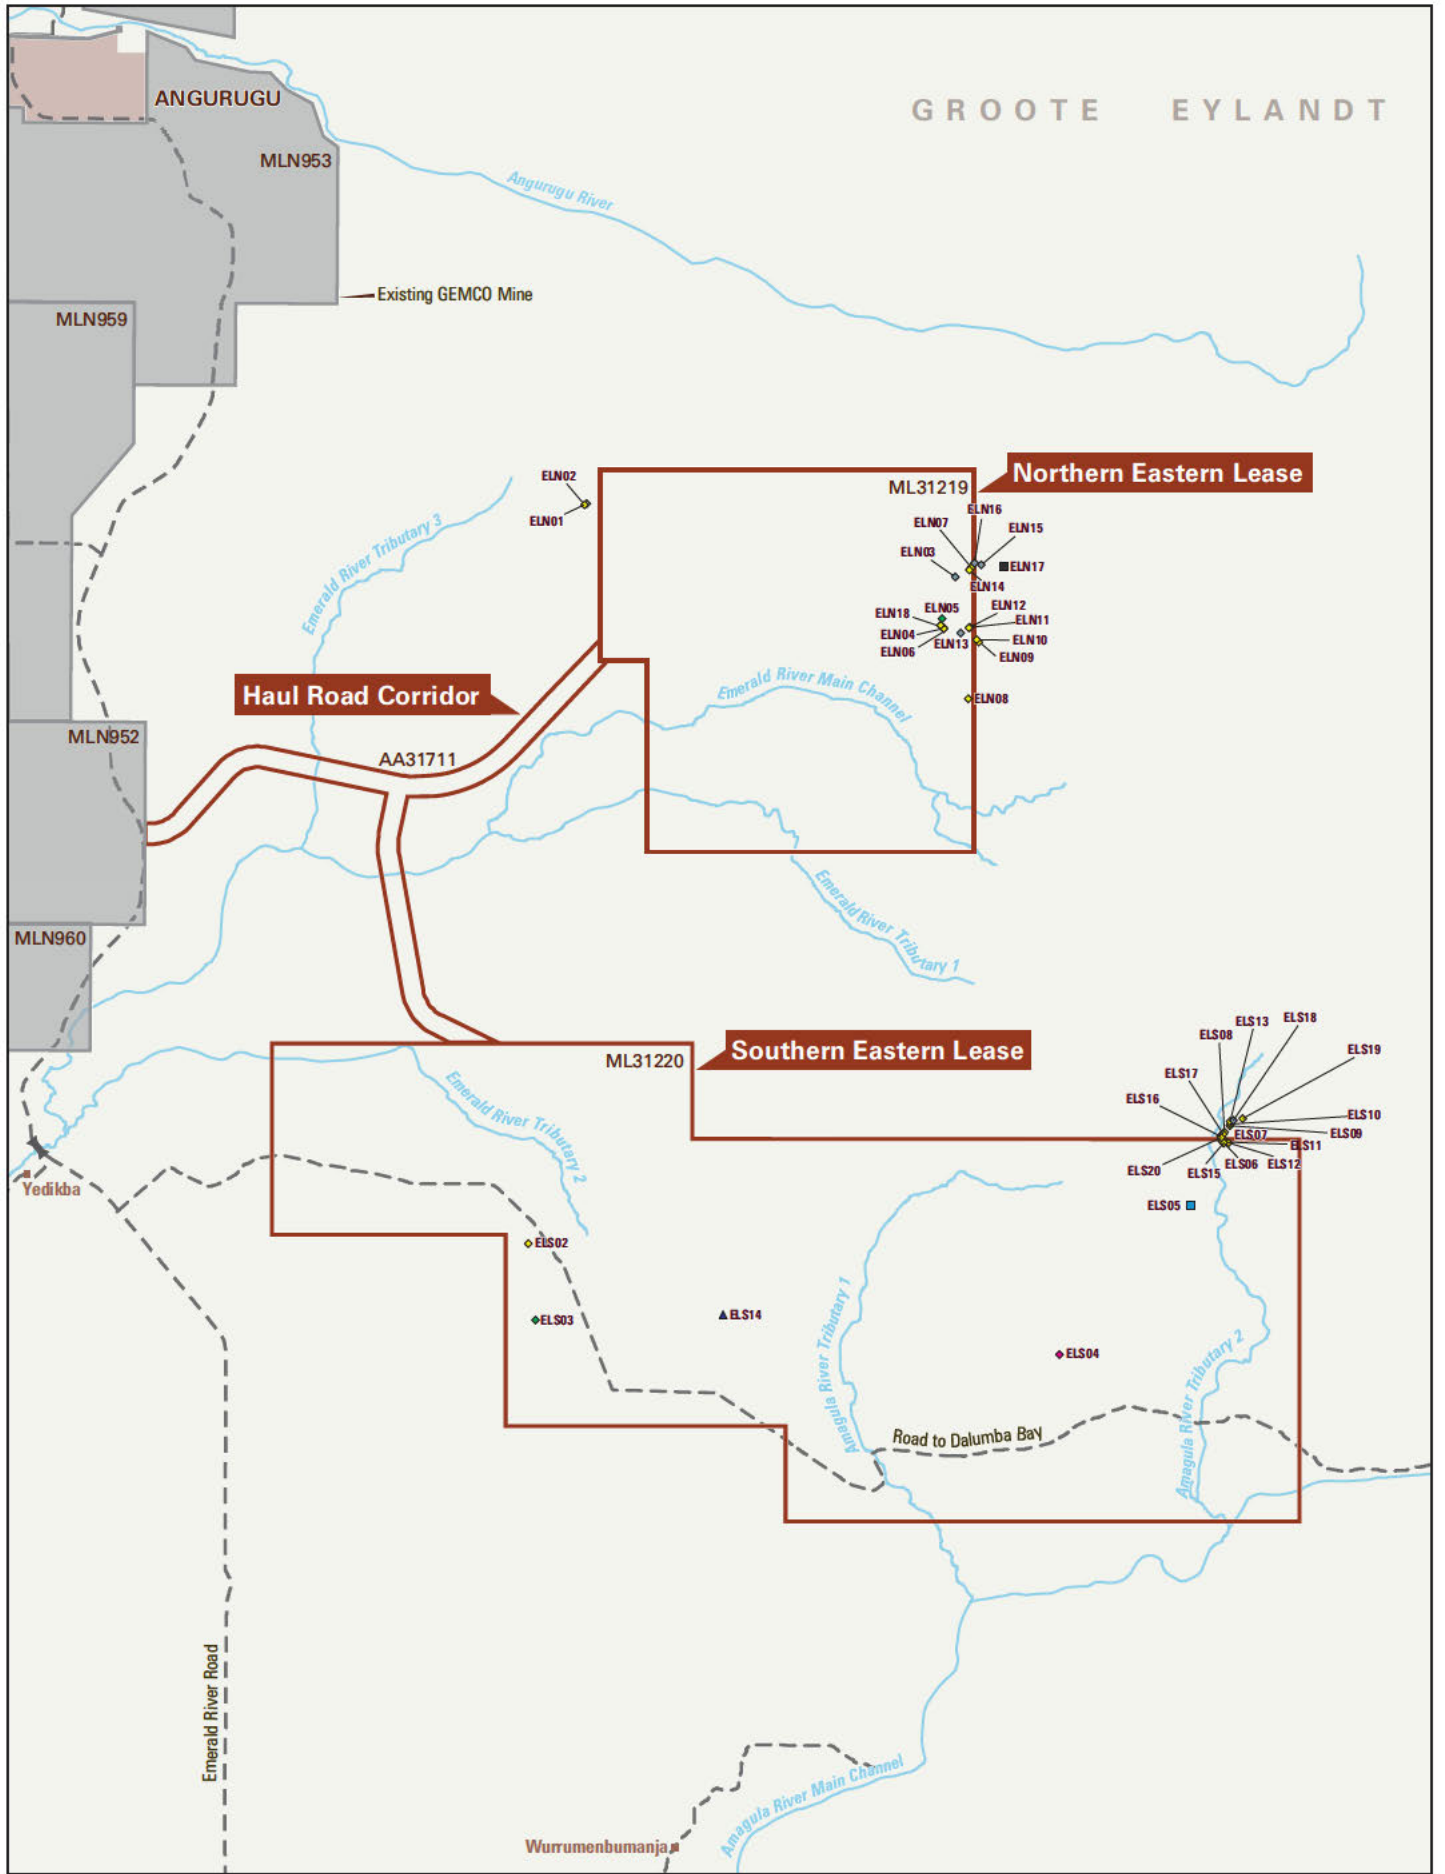 ANGURUGU
GROOTE EYLANDT
MLN953
Angurugu River
Existing GEMCO Mine
MLN959
Northern Eastern Lease
ML31219
ELN02
ELN01
ELN16
ELN07
ELN15
ELN03
ELN17
ELN14
ELN05
ELN12
ELN18
ELN11
ELN04
ELN13
ELN10
ELN06
ELN09
ELN08
Emerald River Tributary 3
Emerald River Main Channel
Haul Road Corridor
MLN952
AA31711
Emerald River Tributary 1
MLN960
Southern Eastern Lease
ML31220
ELS18
ELS13
ELS08
ELS19
ELS17
ELS16
ELS10
ELS07
ELS09
ELS11
ELS06
ELS12
ELS20
ELS15
Emerald River Tributary 2
Yedikba
ELS05
ELS02
ELS03
ELS14
ELS04
Amagula River Tributary 1
Amagula River Tributary 2
Road to Dalumba Bay
Emerald River Road
Amagula River Main Channel
Wurrumenbumanja